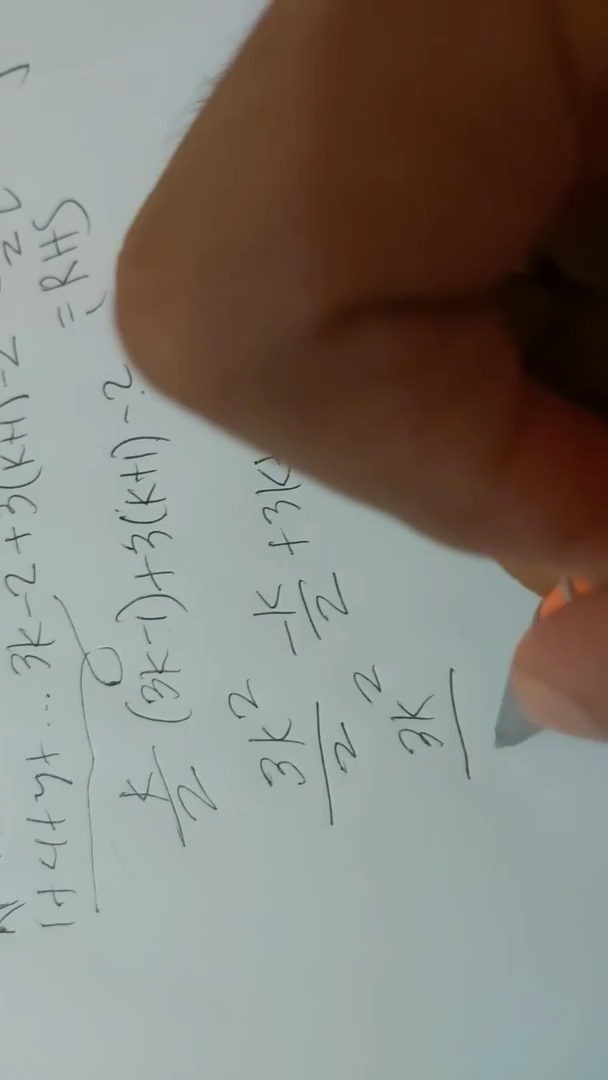 1+4+7+...3k-2+3(k+1)-2
=RHS
k/2 (3k-1)+3(k+1)-2
3k²/2 -k/2 +3k
3k²